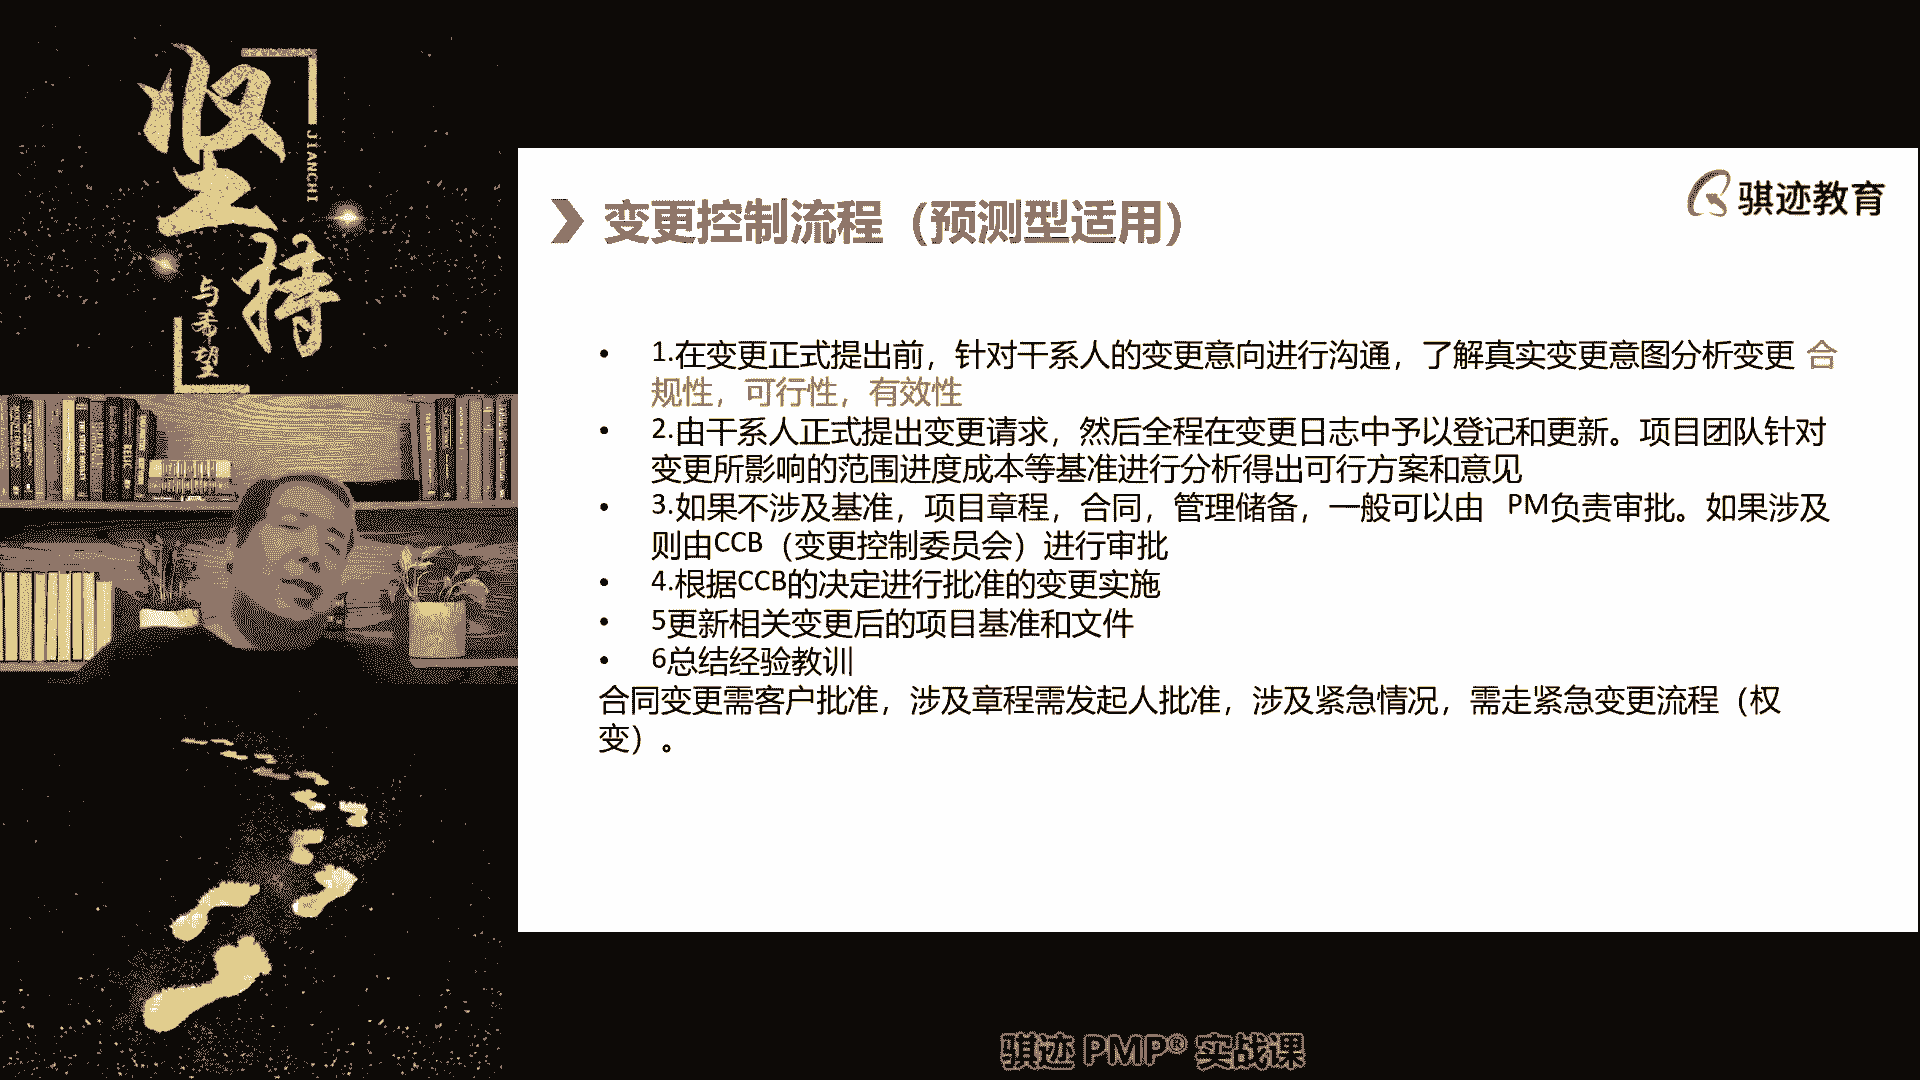 坚持
JIANCHI
与希望
骐迹教育
变更控制流程（预测型适用）
• 1.在变更正式提出前，针对干系人的变更意向进行沟通，了解真实变更意图分析变更 合
规性，可行性，有效性
• 2.由干系人正式提出变更请求，然后全程在变更日志中予以登记和更新。项目团队针对
变更所影响的范围进度成本等基准进行分析得出可行方案和意见
• 3.如果不涉及基准，项目章程，合同，管理储备，一般可以由 PM负责审批。如果涉及
则由CCB（变更控制委员会）进行审批
• 4.根据CCB的决定进行批准的变更实施
• 5更新相关变更后的项目基准和文件
• 6总结经验教训
合同变更需客户批准，涉及章程需发起人批准，涉及紧急情况，需走紧急变更流程（权
变）。
骐迹 PMP® 实战课